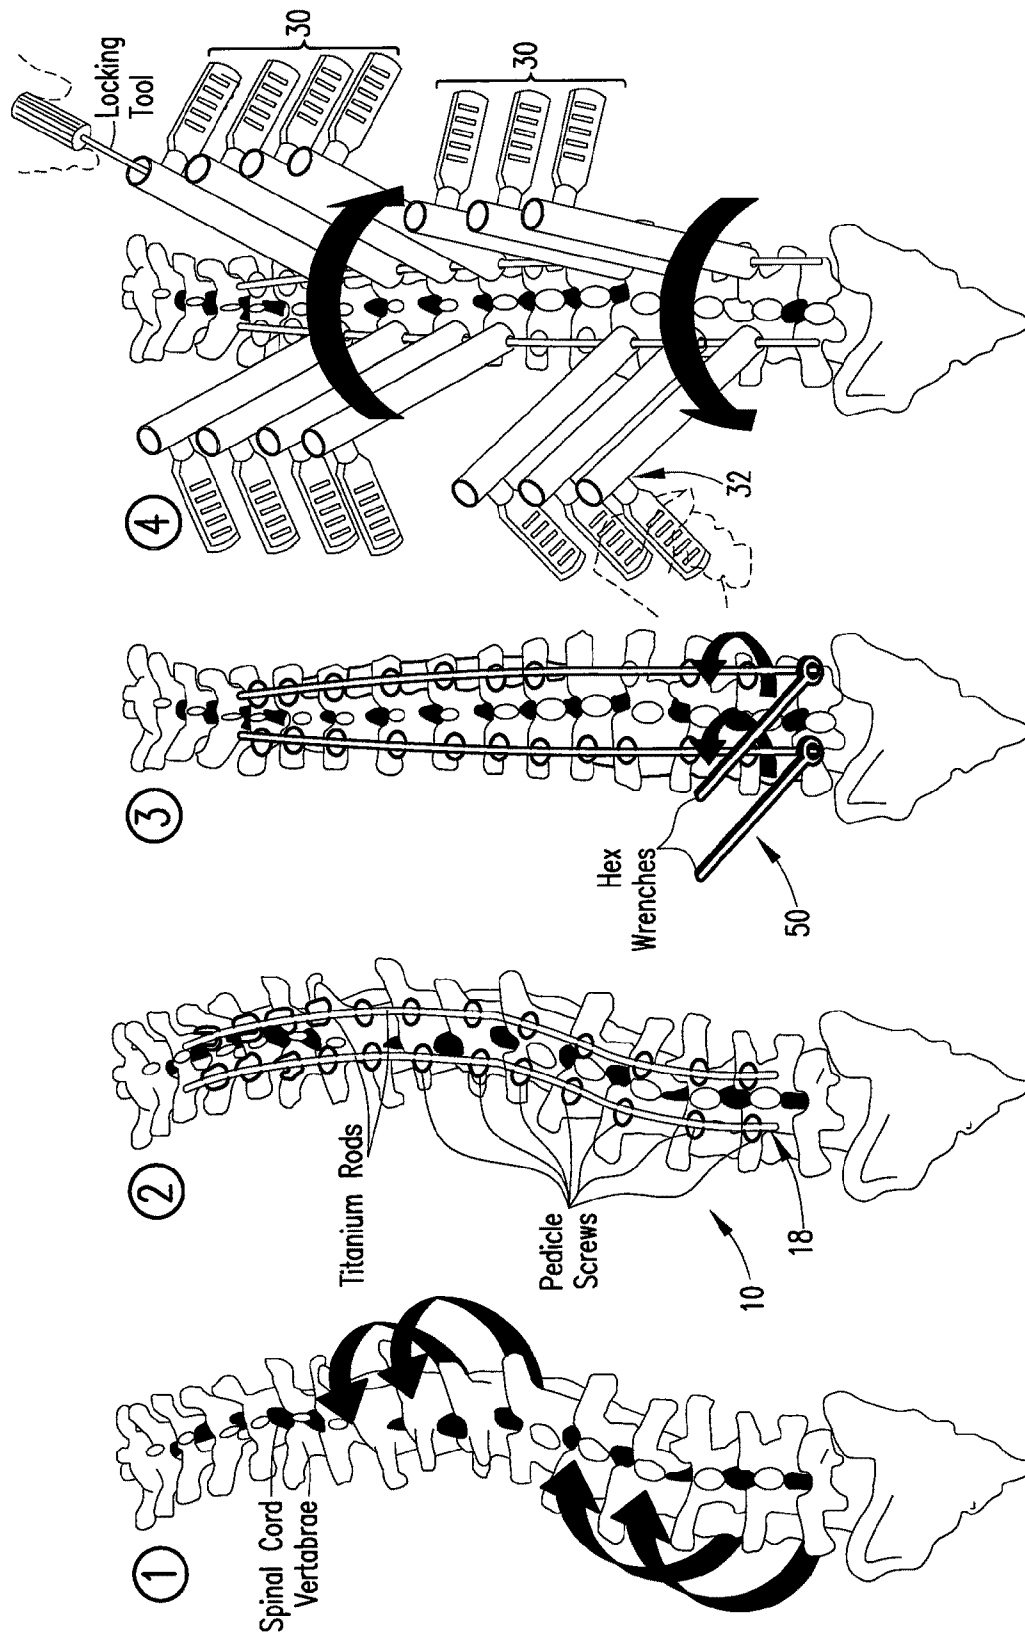 1
Spinal Cord
Vertabrae
2
Titanium Rods
Pedicle
Screws
10
18
3
Hex
Wrenches
50
4
Locking
Tool
30
30
32